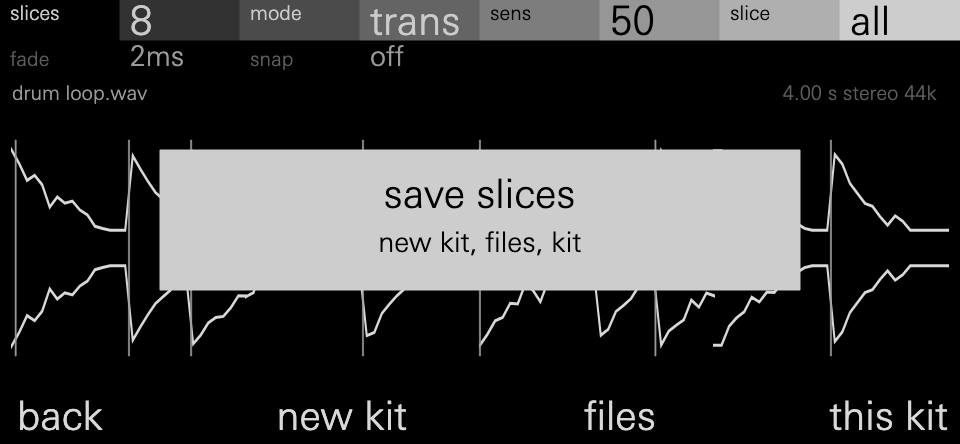 slices 8 mode trans sens 50 slice all
fade 2ms snap off
drum loop.wav 4.00 s stereo 44k
save slices
new kit, files, kit
back new kit files this kit